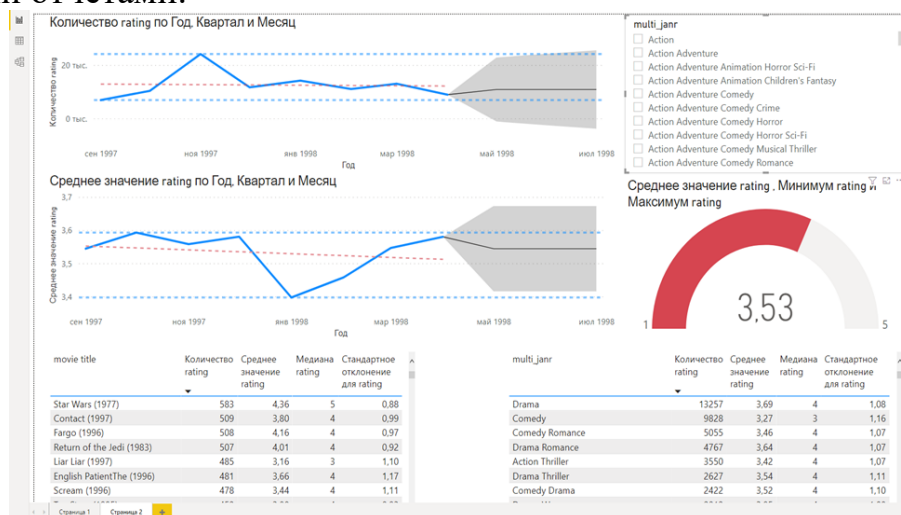 и отчетами.
Количество rating по Год, Квартал и Месяц
Количество rating
20 тыс.
0 тыс.
сен 1997 ноя 1997 янв 1998 мар 1998 май 1998 июл 1998
Год
Среднее значение rating по Год, Квартал и Месяц
Среднее значение rating
3,7
3,6
3,5
3,4
сен 1997 ноя 1997 янв 1998 мар 1998 май 1998 июл 1998
Год
multi_janr
Action
Action Adventure
Action Adventure Animation Horror Sci-Fi
Action Adventure Animation Children's Fantasy
Action Adventure Comedy
Action Adventure Comedy Crime
Action Adventure Comedy Horror
Action Adventure Comedy Horror Sci-Fi
Action Adventure Comedy Musical Thriller
Action Adventure Comedy Romance
Среднее значение rating , Минимум rating и
Максимум rating
3,53
1 5
movie title Количество rating Среднее значение rating Медиана rating Стандартное отклонение для rating
Star Wars (1977) 583 4,36 5 0,88
Contact (1997) 509 3,80 4 0,99
Fargo (1996) 508 4,16 4 0,97
Return of the Jedi (1983) 507 4,01 4 0,92
Liar Liar (1997) 485 3,16 3 1,10
English PatientThe (1996) 481 3,66 4 1,17
Scream (1996) 478 3,44 4 1,11
multi_janr Количество rating Среднее значение rating Медиана rating Стандартное отклонение для rating
Drama 13257 3,69 4 1,08
Comedy 9828 3,27 3 1,16
Comedy Romance 5055 3,46 4 1,07
Drama Romance 4767 3,64 4 1,07
Action Thriller 3550 3,42 4 1,07
Drama Thriller 2627 3,54 4 1,11
Comedy Drama 2422 3,52 4 1,10
Страница 1 Страница 2